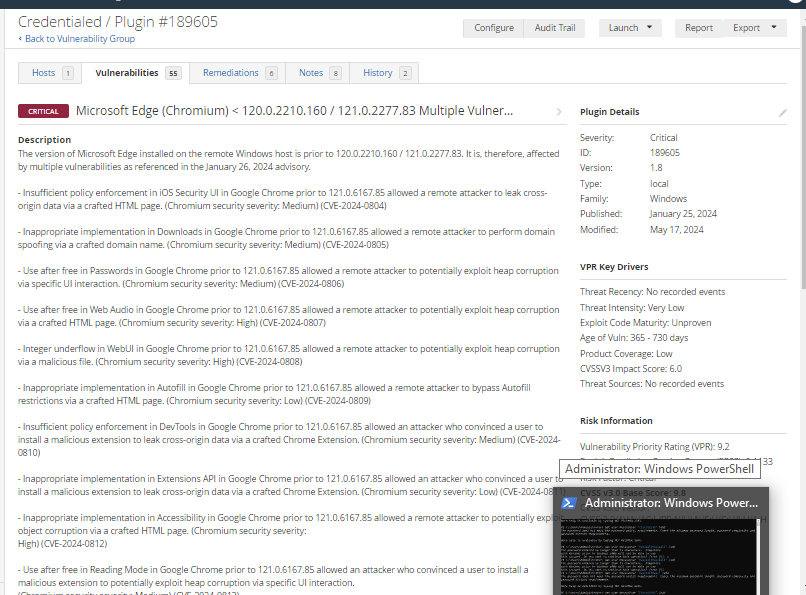 Credentialed / Plugin #189605
‹ Back to Vulnerability Group
Configure Audit Trail Launch Report Export
Hosts 1 Vulnerabilities 55 Remediations 6 Notes 8 History 2
CRITICAL Microsoft Edge (Chromium) < 120.0.2210.160 / 121.0.2277.83 Multiple Vulner...
Description
The version of Microsoft Edge installed on the remote Windows host is prior to 120.0.2210.160 / 121.0.2277.83. It is, therefore, affected
by multiple vulnerabilities as referenced in the January 26, 2024 advisory.
- Insufficient policy enforcement in iOS Security UI in Google Chrome prior to 121.0.6167.85 allowed a remote attacker to leak cross-
origin data via a crafted HTML page. (Chromium security severity: Medium) (CVE-2024-0804)
- Inappropriate implementation in Downloads in Google Chrome prior to 121.0.6167.85 allowed a remote attacker to perform domain
spoofing via a crafted domain name. (Chromium security severity: Medium) (CVE-2024-0805)
- Use after free in Passwords in Google Chrome prior to 121.0.6167.85 allowed a remote attacker to potentially exploit heap corruption
via specific UI interaction. (Chromium security severity: Medium) (CVE-2024-0806)
- Use after free in Web Audio in Google Chrome prior to 121.0.6167.85 allowed a remote attacker to potentially exploit heap corruption
via a crafted HTML page. (Chromium security severity: High) (CVE-2024-0807)
- Integer underflow in WebUI in Google Chrome prior to 121.0.6167.85 allowed a remote attacker to potentially exploit heap corruption
via a malicious file. (Chromium security severity: High) (CVE-2024-0808)
- Inappropriate implementation in Autofill in Google Chrome prior to 121.0.6167.85 allowed a remote attacker to bypass Autofill
restrictions via a crafted HTML page. (Chromium security severity: Low) (CVE-2024-0809)
- Insufficient policy enforcement in DevTools in Google Chrome prior to 121.0.6167.85 allowed an attacker who convinced a user to
install a malicious extension to leak cross-origin data via a crafted Chrome Extension. (Chromium security severity: Medium) (CVE-2024-
0810)
- Inappropriate implementation in Extensions API in Google Chrome prior to 121.0.6167.85 allowed an attacker who convinced a user to
install a malicious extension to leak cross-origin data via a crafted Chrome Extension. (Chromium security severity: Low) (CVE-2024-0811)
- Inappropriate implementation in Accessibility in Google Chrome prior to 121.0.6167.85 allowed a remote attacker to potentially exploit
object corruption via a crafted HTML page. (Chromium security severity:
High) (CVE-2024-0812)
- Use after free in Reading Mode in Google Chrome prior to 121.0.6167.85 allowed an attacker who convinced a user to install a
malicious extension to potentially exploit heap corruption via specific UI interaction.
(Chromium security severity: Medium) (CVE-2024-0813)
Plugin Details
Severity: Critical
ID: 189605
Version: 1.8
Type: local
Family: Windows
Published: January 25, 2024
Modified: May 17, 2024
VPR Key Drivers
Threat Recency: No recorded events
Threat Intensity: Very Low
Exploit Code Maturity: Unproven
Age of Vuln: 365 - 730 days
Product Coverage: Low
CVSSV3 Impact Score: 6.0
Threat Sources: No recorded events
Risk Information
Vulnerability Priority Rating (VPR): 9.2
Risk Factor: Critical
CVSS v3.0 Base Score: 9.8
Administrator: Windows PowerShell
Administrator: Windows Power...